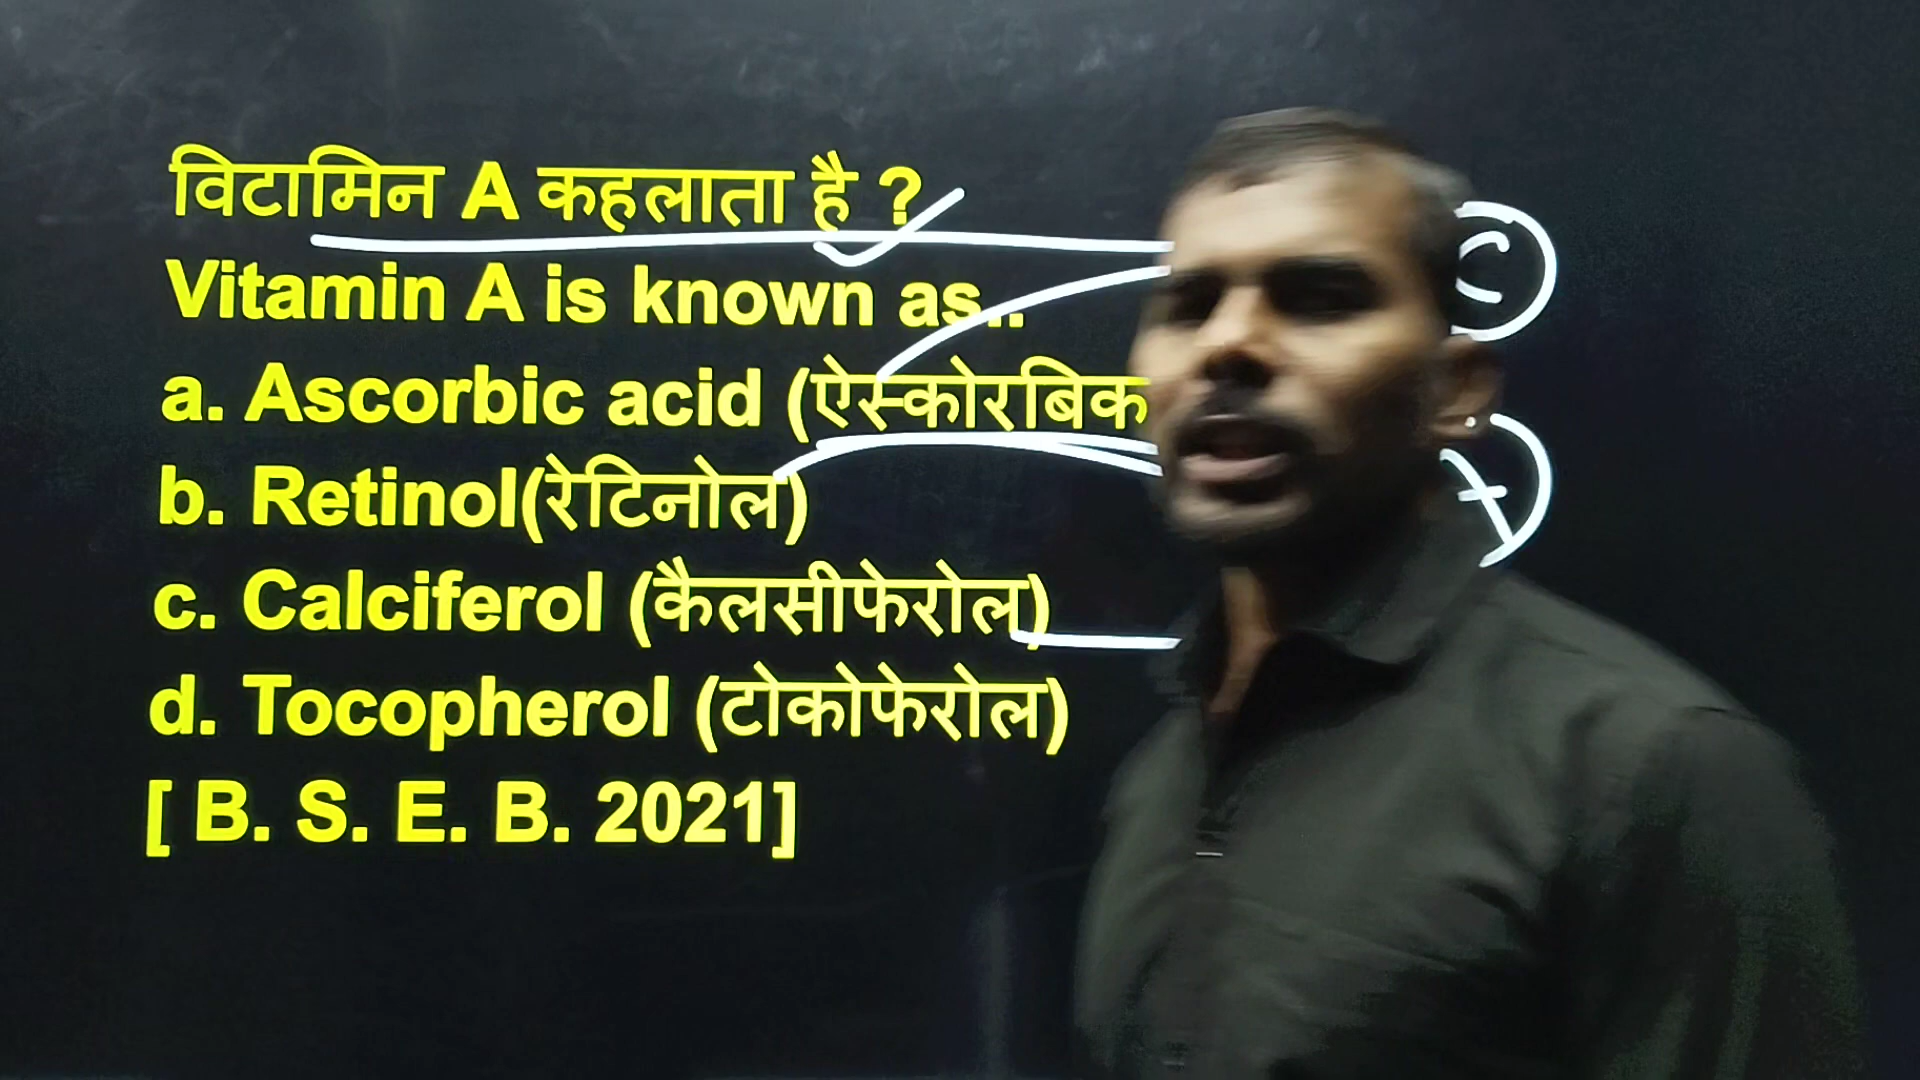 विटामिन A कहलाता है ?
Vitamin A is known as..
a. Ascorbic acid (ऐस्कोरबिक
C
b. Retinol(रेटिनोल)
A
c. Calciferol (कैलसीफेरोल)
d. Tocopherol (टोकोफेरोल)
[ B. S. E. B. 2021]